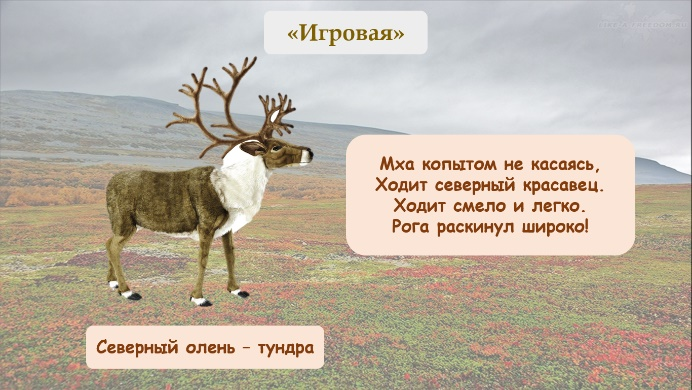 «Игровая»
Мха копытом не касаясь,
Ходит северный красавец.
Ходит смело и легко.
Рога раскинул широко!
Северный олень – тундра